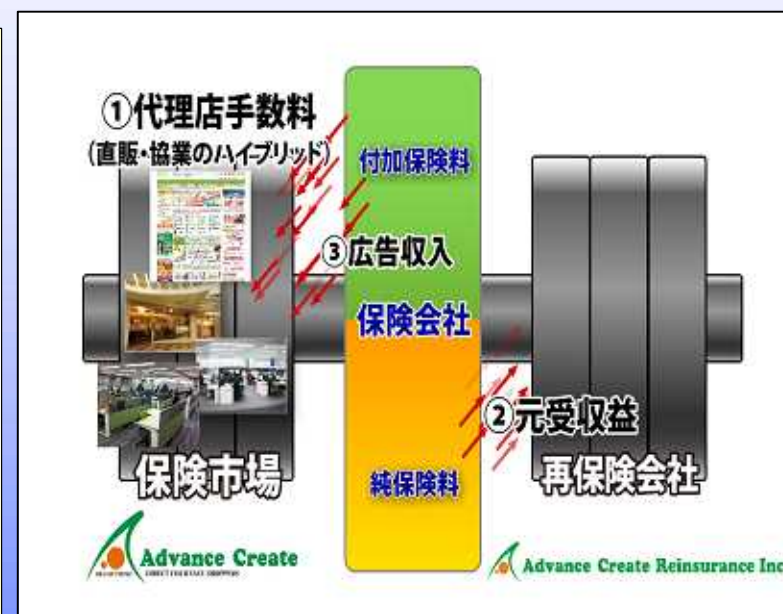 ①代理店手数料
(直販・協業のハイブリッド)
付加保険料
③広告収入
保険会社
②元受収益
保険市場
純保険料
再保険会社
Advance Create
Advance Create Reinsurance Inc